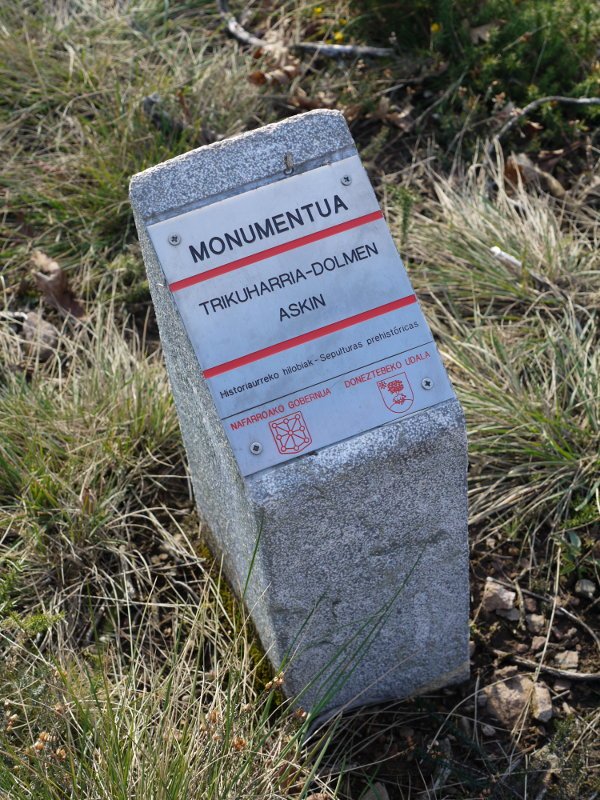 MONUMENTUA
TRIKUHARRIA-DOLMEN
ASKIN
Historiaurreko hilobiak - Sepulturas prehistóricas
NAFARROAKO GOBERNUA DONEZTEBEKO UDALA